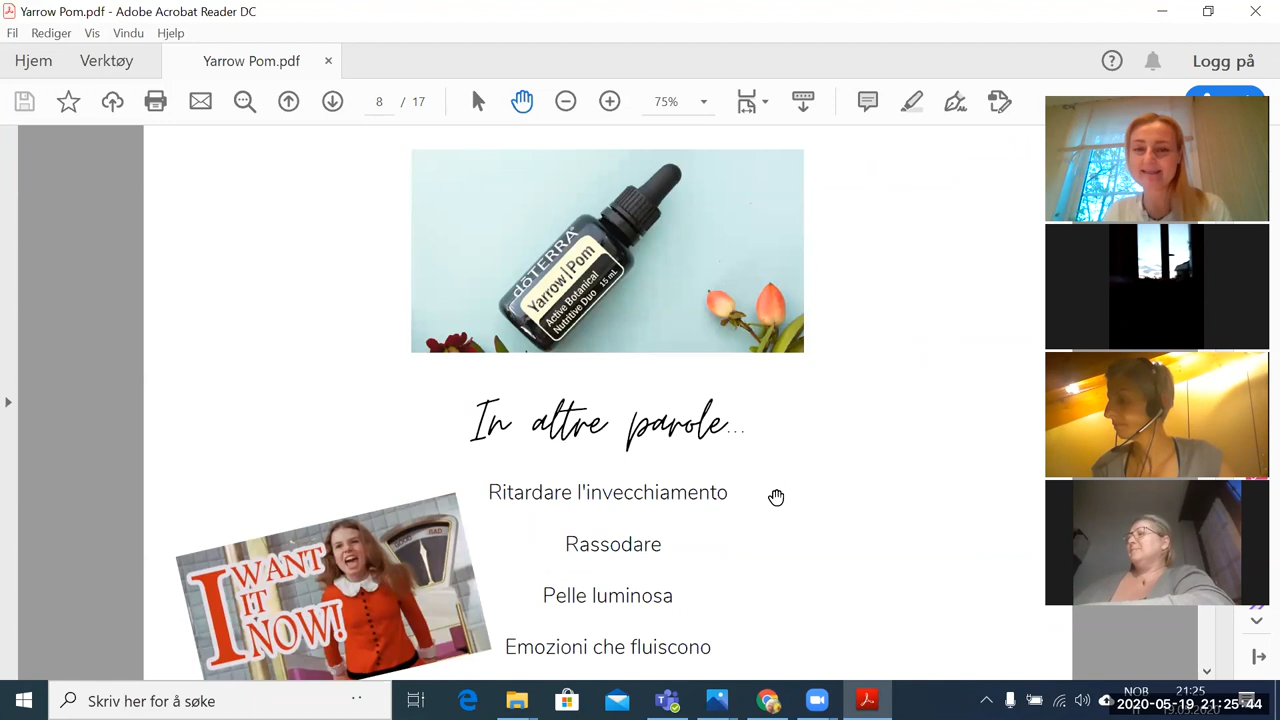 Yarrow Pom.pdf - Adobe Acrobat Reader DC
Fil Rediger Vis Vindu Hjelp
Hjem Verktøy Yarrow Pom.pdf × Logg på
8 / 17 75%
dōTERRA
Yarrow|Pom
Active Botanical
Nutritive Duo 15 mL
In altre parole...
Ritardare l'invecchiamento
Rassodare
Pelle luminosa
Emozioni che fluiscono
GOOD BAD
I WANT
IT
NOW!
Skriv her for å søke
NOB 21:25
2020-05-19 21:25:44